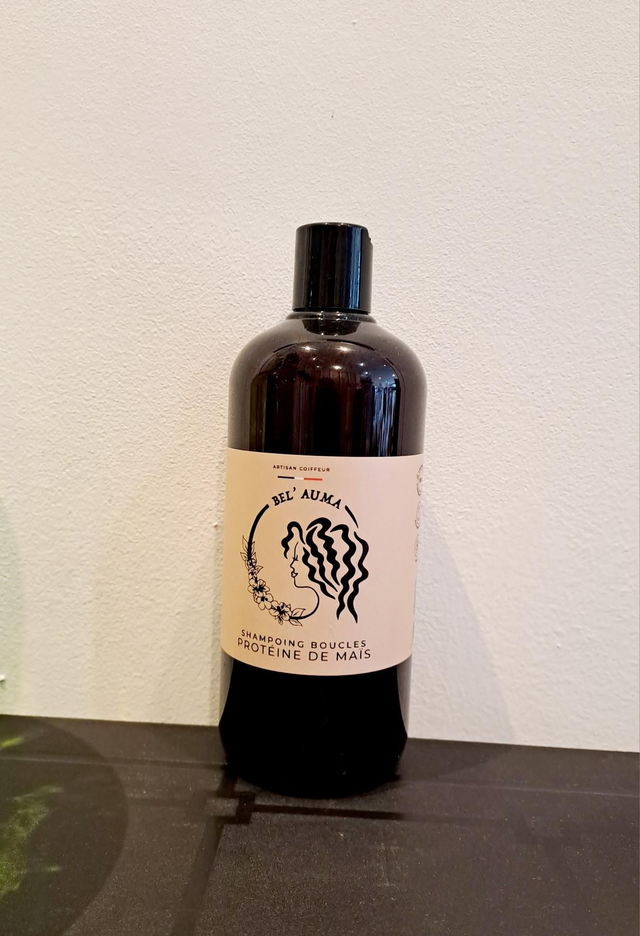 ARTISAN COIFFEUR
BEL' AUMA
SHAMPOING BOUCLES
PROTÉINE DE MAÏS